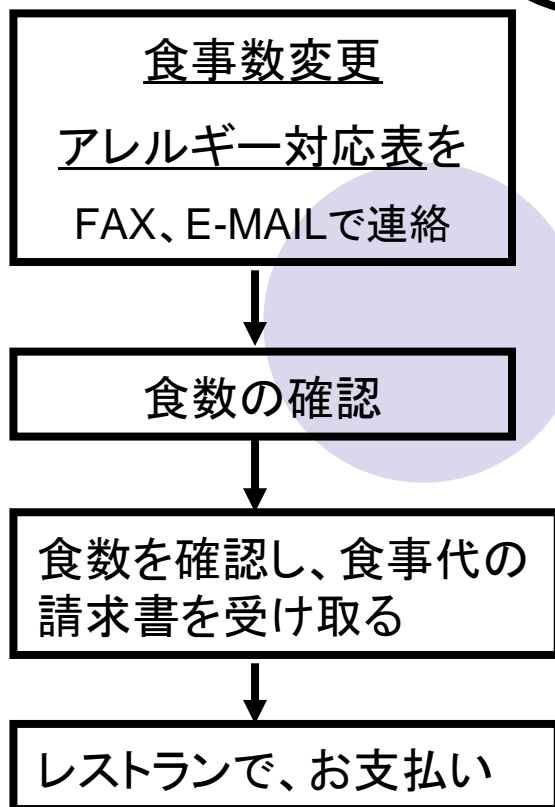 食事数変更
アレルギー対応表を
FAX、E-MAILで連絡
食数の確認
食数を確認し、食事代の
請求書を受け取る
レストランで、お支払い